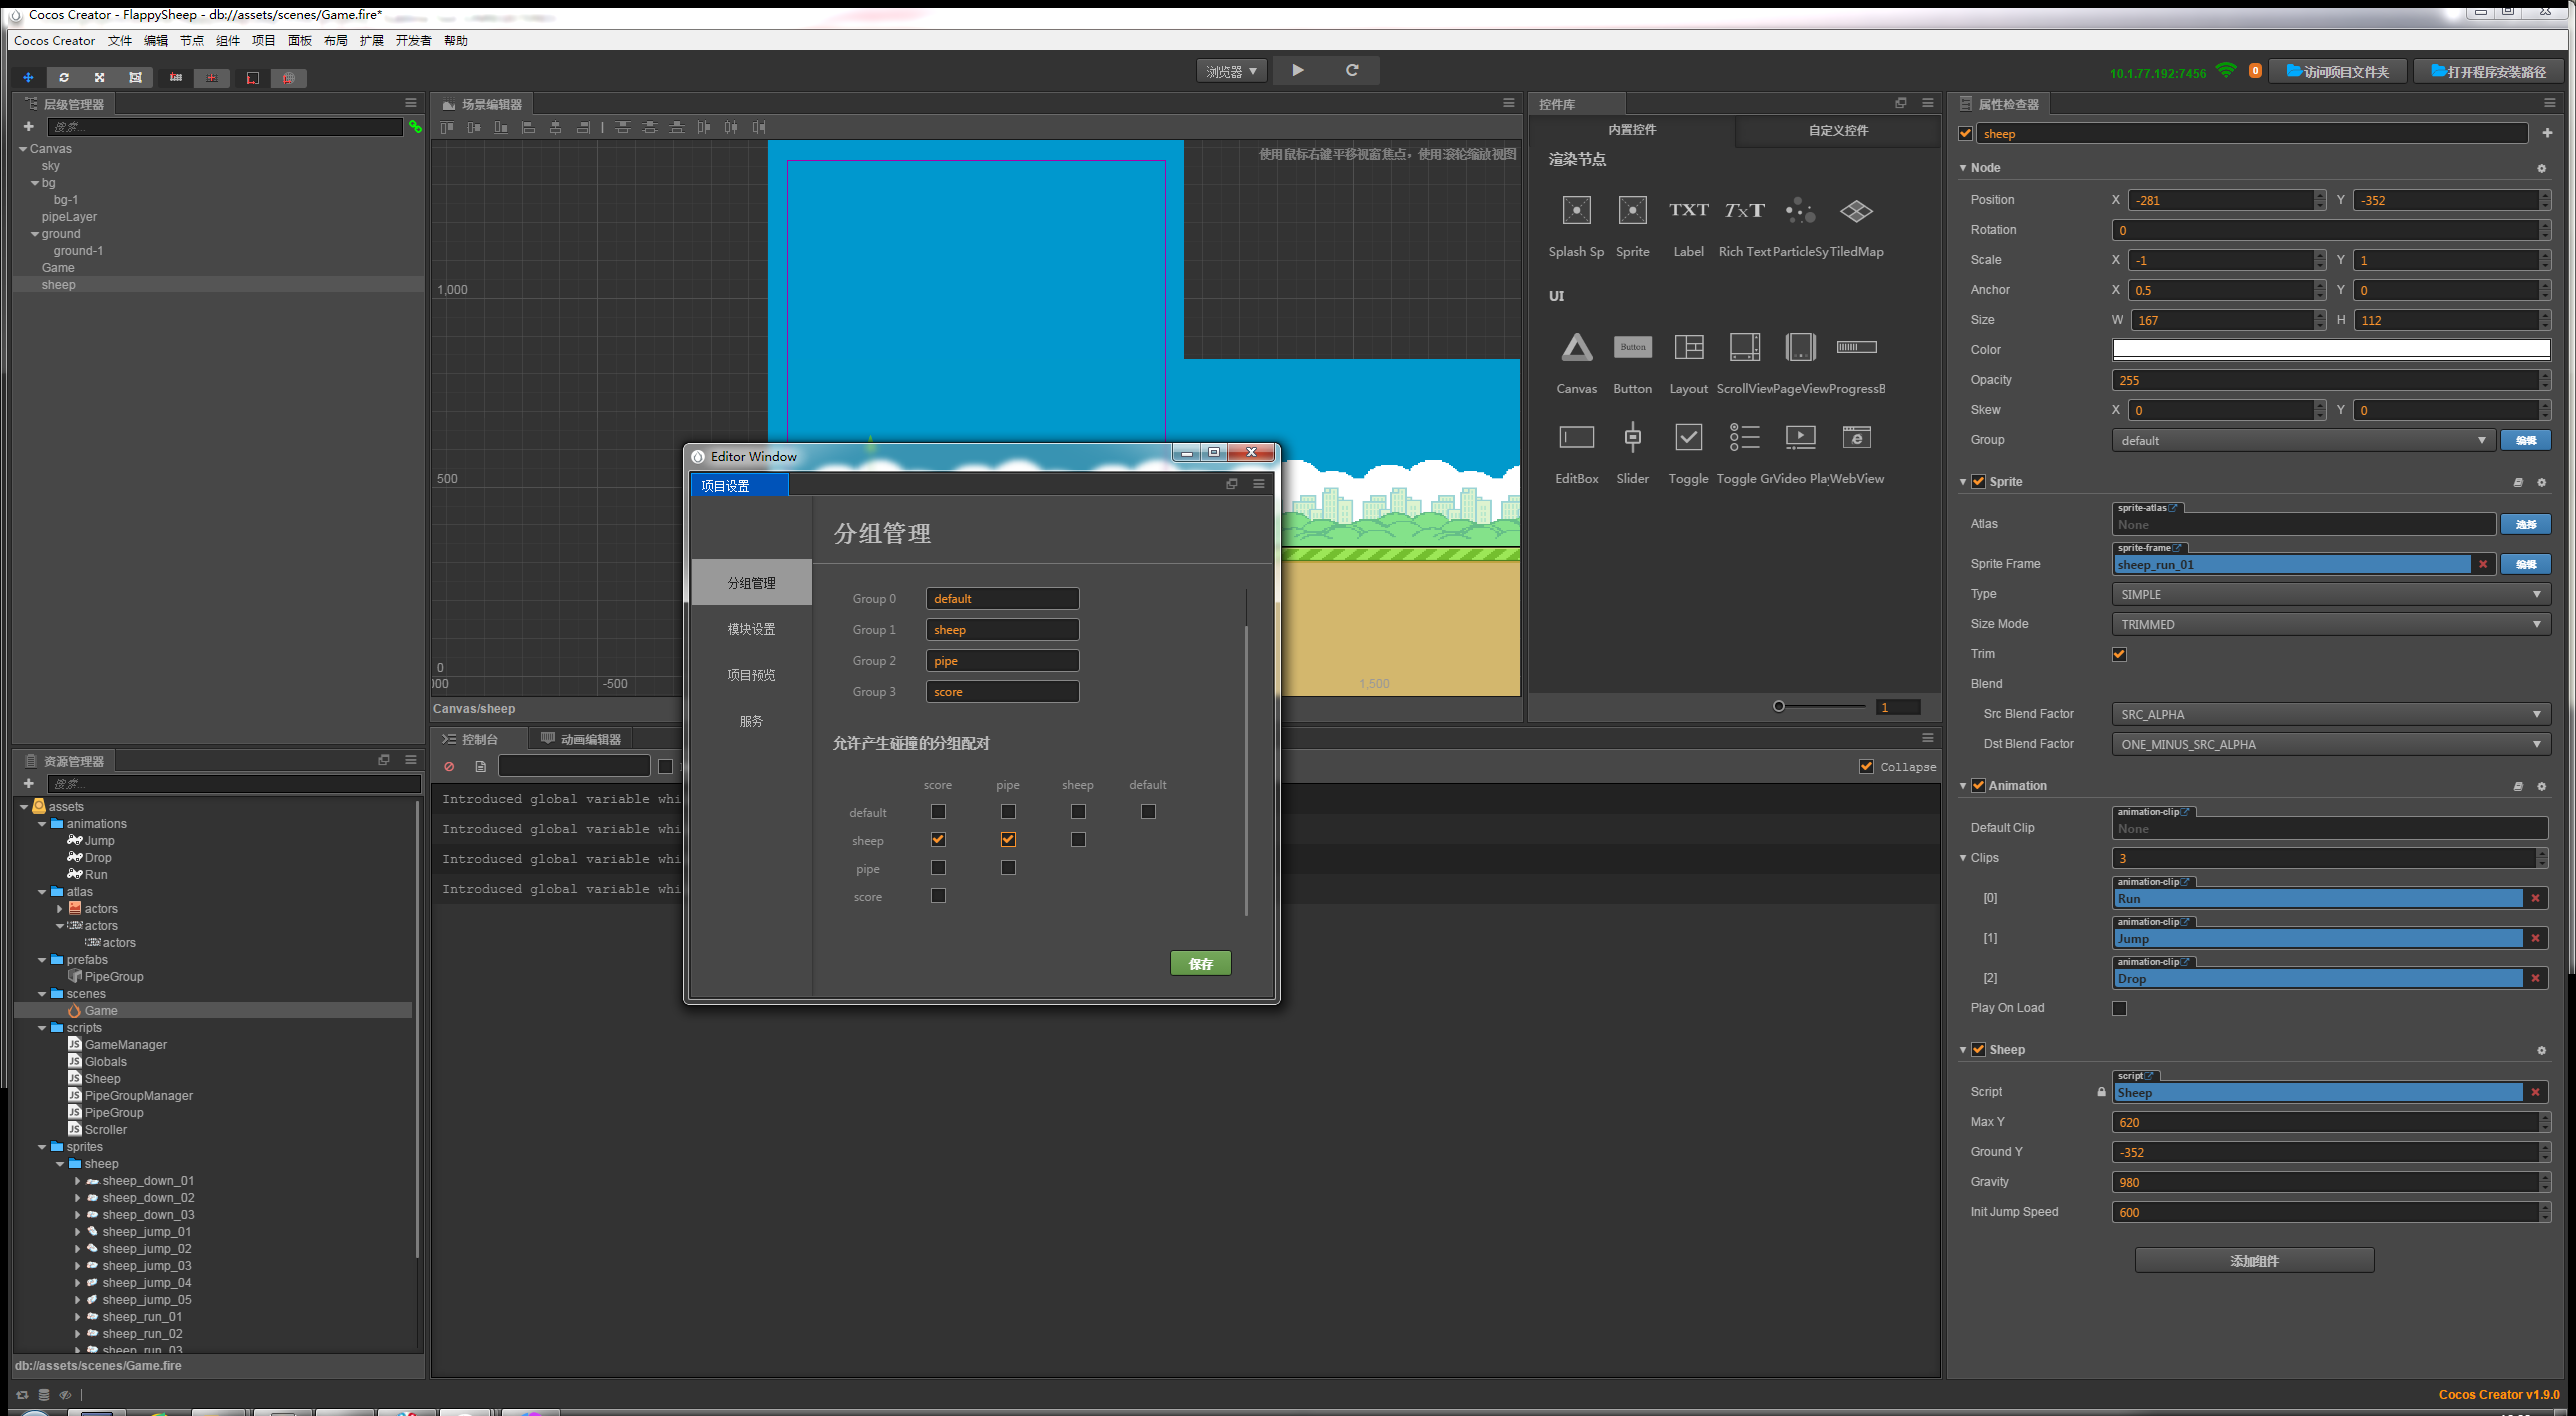 Cocos Creator - FlappySheep - db://assets/scenes/Game.fire*
Cocos Creator 文件 编辑 节点 组件 项目 面板 布局 扩展 开发者 帮助
浏览器
10.1.77.192:7456
0
访问项目文件夹
打开程序安装路径
层级管理器
搜索...
Canvas
sky
bg
bg-1
pipeLayer
ground
ground-1
Game
sheep
场景编辑器
使用鼠标右键平移视窗焦点，使用滚轮缩放视图
1,000
500
0
-500
1,500
Canvas/sheep
控件库
内置控件 自定义控件
渲染节点
TXT TxT
Splash Sp Sprite Label Rich Text ParticleSy TiledMap
UI
Button
Canvas Button Layout ScrollView PageView ProgressB
EditBox Slider Toggle Toggle Gr Video Play WebView
1
属性检查器
sheep
Node
Position X -281 Y -352
Rotation 0
Scale X -1 Y 1
Anchor X 0.5 Y 0
Size W 167 H 112
Color
Opacity 255
Skew X 0 Y 0
Group default 编辑
Sprite
sprite-atlas
Atlas None 选择
sprite-frame
Sprite Frame sheep_run_01 编辑
Type SIMPLE
Size Mode TRIMMED
Trim
Blend
Src Blend Factor SRC_ALPHA
Dst Blend Factor ONE_MINUS_SRC_ALPHA
Animation
animation-clip
Default Clip None
Clips 3
animation-clip
[0] Run
animation-clip
[1] Jump
animation-clip
[2] Drop
Play On Load
Sheep
script
Script Sheep
Max Y 620
Ground Y -352
Gravity 980
Init Jump Speed 600
添加组件
Editor Window
项目设置
分组管理
模块设置
项目预览
服务
分组管理
Group 0 default
Group 1 sheep
Group 2 pipe
Group 3 score
允许产生碰撞的分组配对
score pipe sheep default
default
sheep
pipe
score
保存
控制台 动画编辑器
Collapse
Introduced global variable whi
Introduced global variable whi
Introduced global variable whi
Introduced global variable whi
资源管理器
搜索...
assets
animations
Jump
Drop
Run
atlas
actors
actors
actors
prefabs
PipeGroup
scenes
Game
scripts
JS GameManager
JS Globals
JS Sheep
JS PipeGroupManager
JS PipeGroup
JS Scroller
sprites
sheep
sheep_down_01
sheep_down_02
sheep_down_03
sheep_jump_01
sheep_jump_02
sheep_jump_03
sheep_jump_04
sheep_jump_05
sheep_run_01
sheep_run_02
sheep_run_03
db://assets/scenes/Game.fire
Cocos Creator v1.9.0